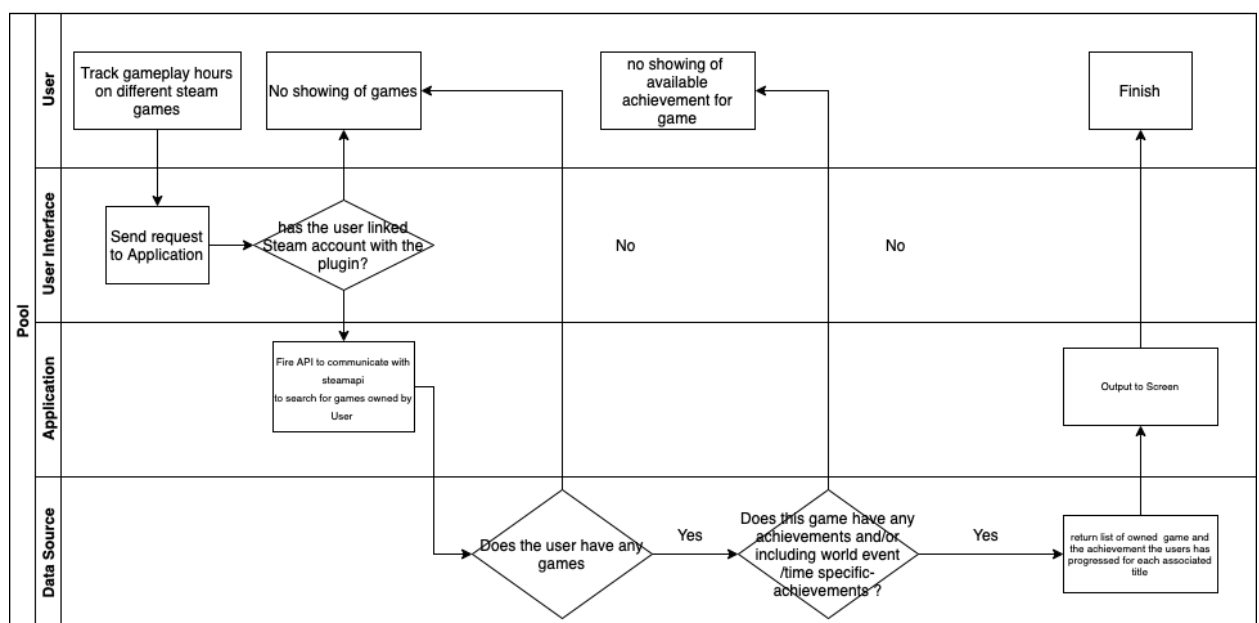 Pool
User
Track gameplay hours
on different steam
games
No showing of games
no showing of
available
achievement for
game
Finish
User Interface
Send request
to Application
has the user linked
Steam account with the
plugin?
No
No
Application
Fire API to communicate with
steamapi
to search for games owned by
User
Output to Screen
Data Source
Does the user have any
games
Yes
Does this game have any
achievements and/or
including world event
/time specific-
achievements ?
Yes
return list of owned game and
the achievement the users has
progressed for each associated
title